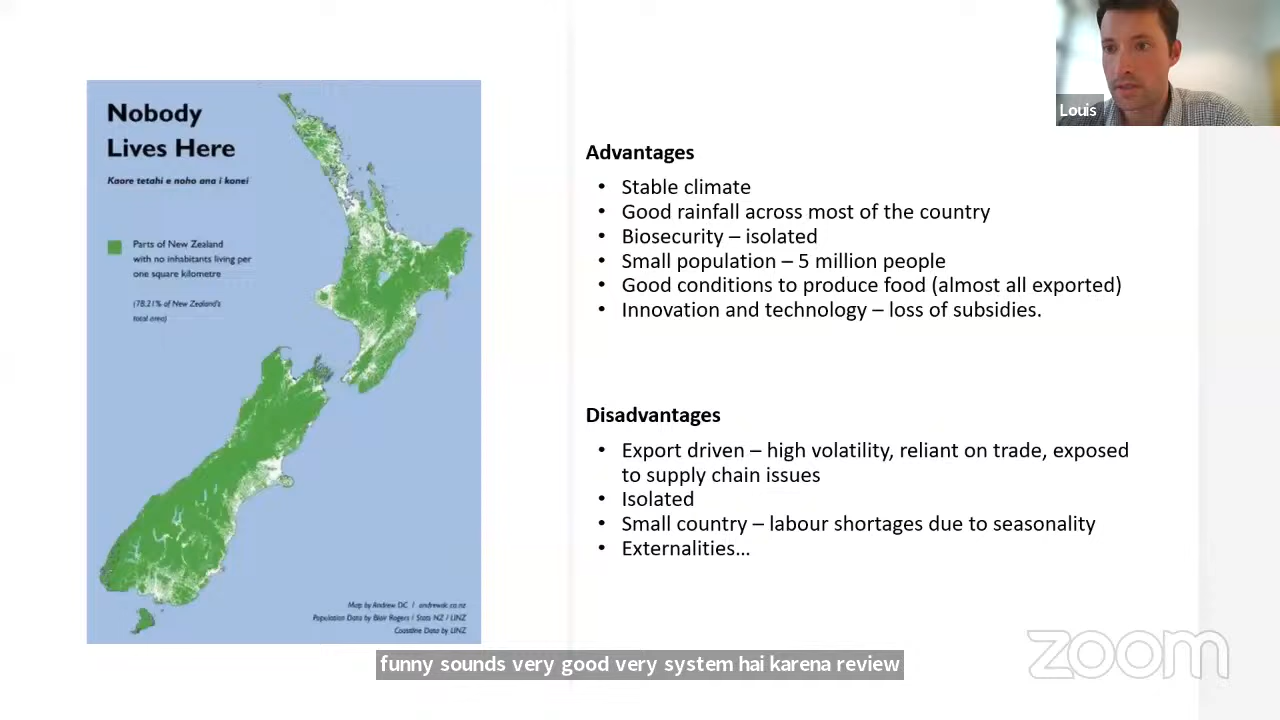 Louis
Nobody
Lives Here
Kaore tetahi e noho ana i konei
Parts of New Zealand
with no inhabitants living per
one square kilometre
(78.21% of New Zealand's
total area)
Map by Andrew DC / andrewdc.co.nz
Population Data by Blair Rogers / Stats NZ / LINZ
Coastline Data by LINZ
Advantages
• Stable climate
• Good rainfall across most of the country
• Biosecurity – isolated
• Small population – 5 million people
• Good conditions to produce food (almost all exported)
• Innovation and technology – loss of subsidies.
Disadvantages
• Export driven – high volatility, reliant on trade, exposed
to supply chain issues
• Isolated
• Small country – labour shortages due to seasonality
• Externalities…
zoom
funny sounds very good very system hai karena review